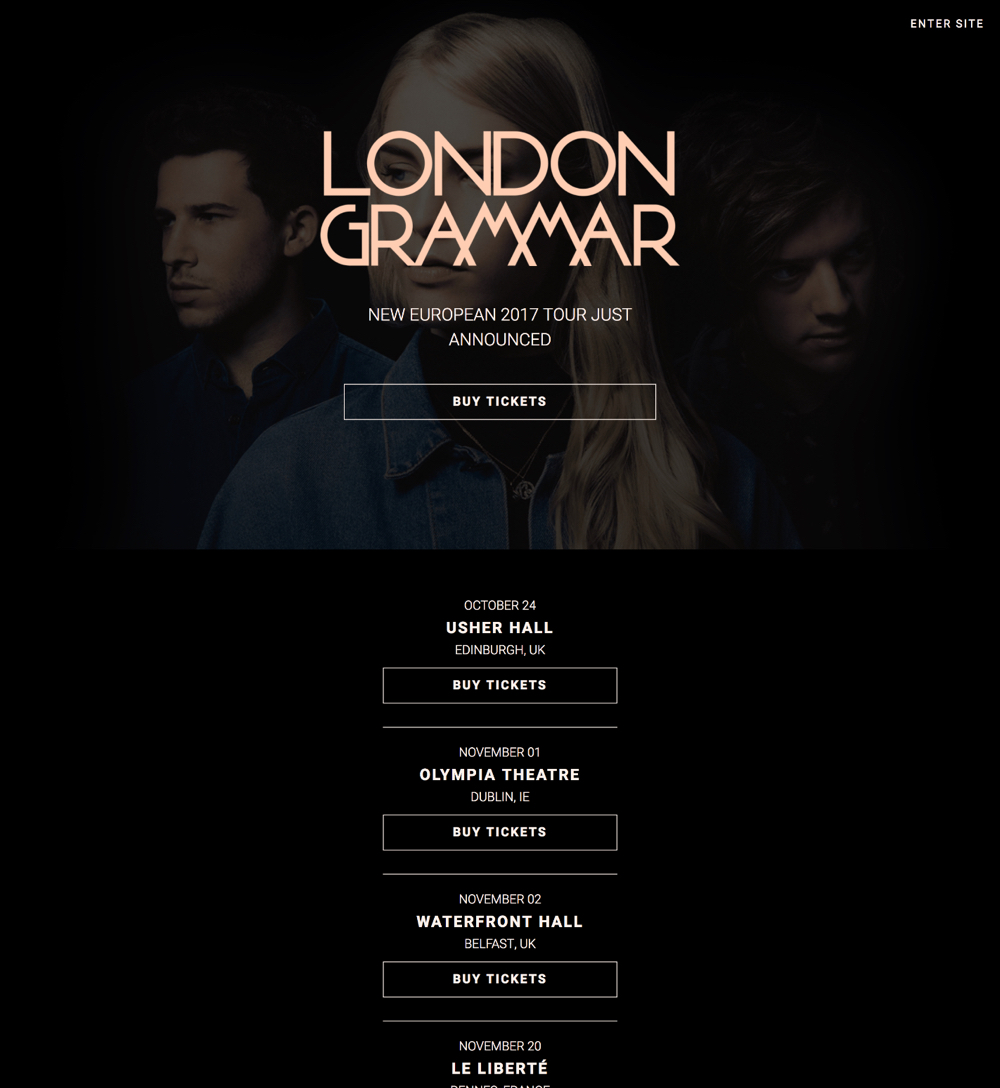 ENTER SITE
LONDON
GRAMMAR
NEW EUROPEAN 2017 TOUR JUST
ANNOUNCED
BUY TICKETS
OCTOBER 24
USHER HALL
EDINBURGH, UK
BUY TICKETS
NOVEMBER 01
OLYMPIA THEATRE
DUBLIN, IE
BUY TICKETS
NOVEMBER 02
WATERFRONT HALL
BELFAST, UK
BUY TICKETS
NOVEMBER 20
LE LIBERTÉ
RENNES, FRANCE